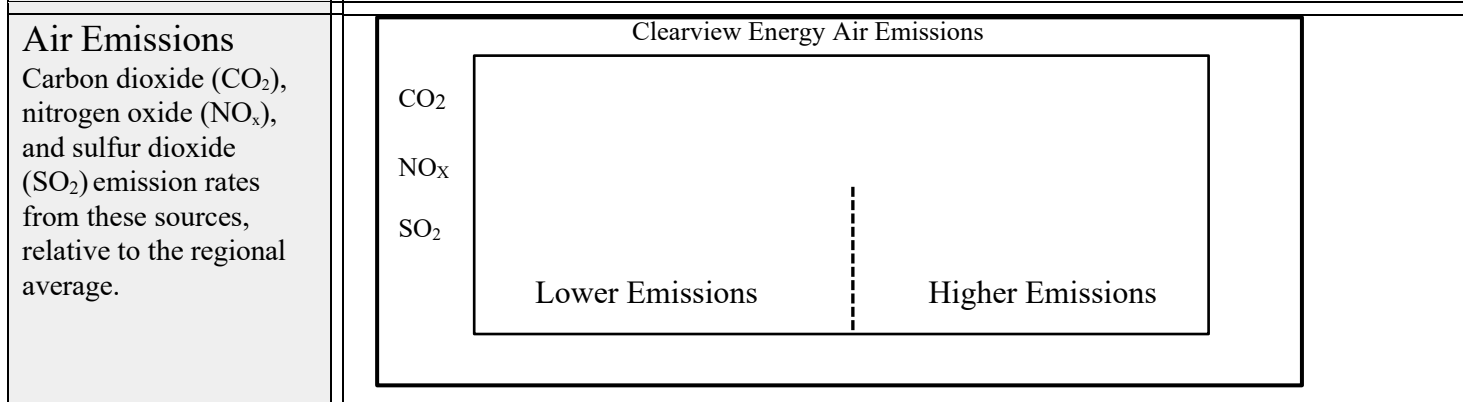 Air Emissions
Carbon dioxide (CO₂),
nitrogen oxide (NOₓ),
and sulfur dioxide
(SO₂) emission rates
from these sources,
relative to the regional
average.
Clearview Energy Air Emissions
CO₂
NOX
SO₂
Lower Emissions
Higher Emissions